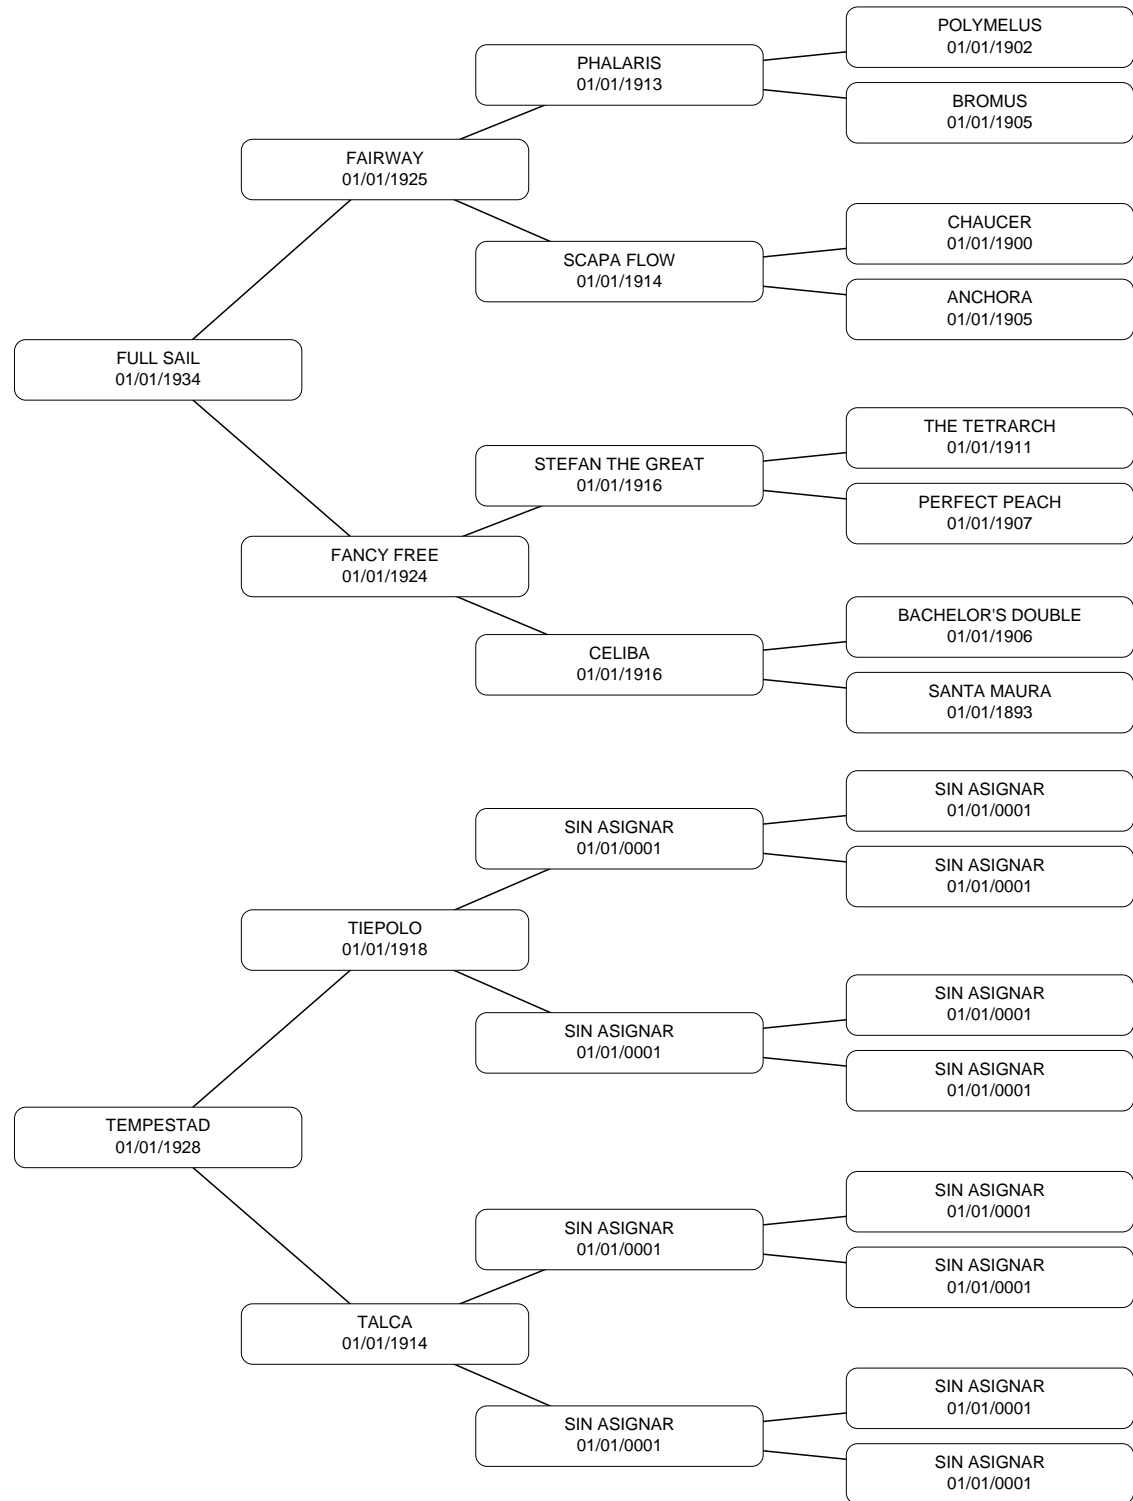 POLYMELUS
01/01/1902
PHALARIS
01/01/1913
BROMUS
01/01/1905
FAIRWAY
01/01/1925
CHAUCER
01/01/1900
SCAPA FLOW
01/01/1914
ANCHORA
01/01/1905
FULL SAIL
01/01/1934
THE TETRARCH
01/01/1911
STEFAN THE GREAT
01/01/1916
PERFECT PEACH
01/01/1907
FANCY FREE
01/01/1924
BACHELOR'S DOUBLE
01/01/1906
CELIBA
01/01/1916
SANTA MAURA
01/01/1893
SIN ASIGNAR
01/01/0001
SIN ASIGNAR
01/01/0001
SIN ASIGNAR
01/01/0001
TIEPOLO
01/01/1918
SIN ASIGNAR
01/01/0001
SIN ASIGNAR
01/01/0001
SIN ASIGNAR
01/01/0001
TEMPESTAD
01/01/1928
SIN ASIGNAR
01/01/0001
SIN ASIGNAR
01/01/0001
SIN ASIGNAR
01/01/0001
TALCA
01/01/1914
SIN ASIGNAR
01/01/0001
SIN ASIGNAR
01/01/0001
SIN ASIGNAR
01/01/0001